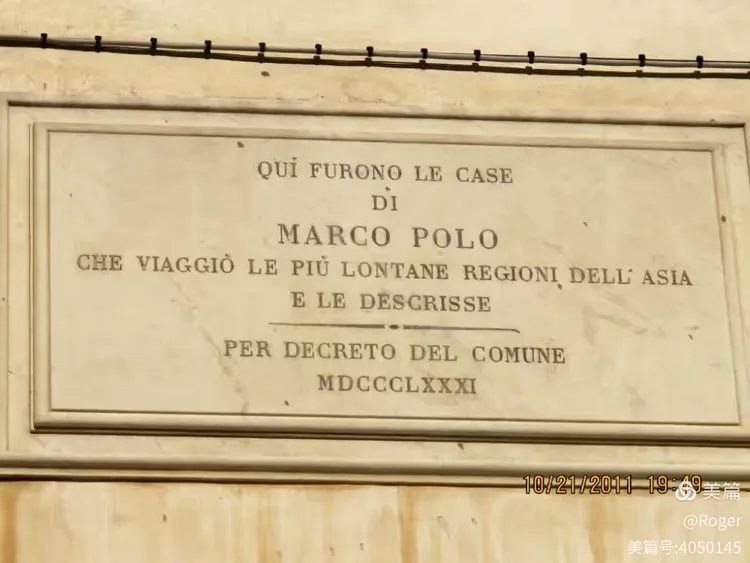 QUI FURONO LE CASE
DI
MARCO POLO
CHE VIAGGIÒ LE PIÙ LONTANE REGIONI DELL' ASIA
E LE DESCRISSE
PER DECRETO DEL COMUNE
MDCCCLXXXI
10/21/2011 19:49
美篇
@Roger
美篇号:4050145